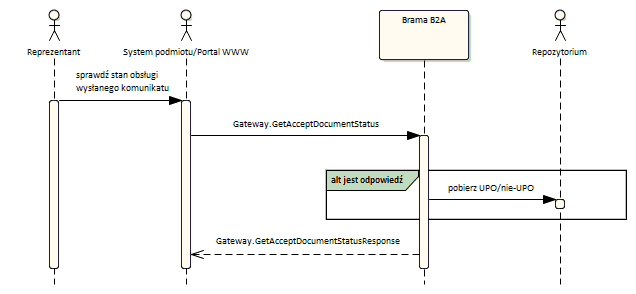 Brama B2A
Reprezentant
System podmiotu/Portal WWW
Repozytorium
sprawdź stan obsługi
wysłanego komunikatu
Gateway.GetAcceptDocumentStatus
alt jest odpowiedź
pobierz UPO/nie-UPO
Gateway.GetAcceptDocumentStatusResponse